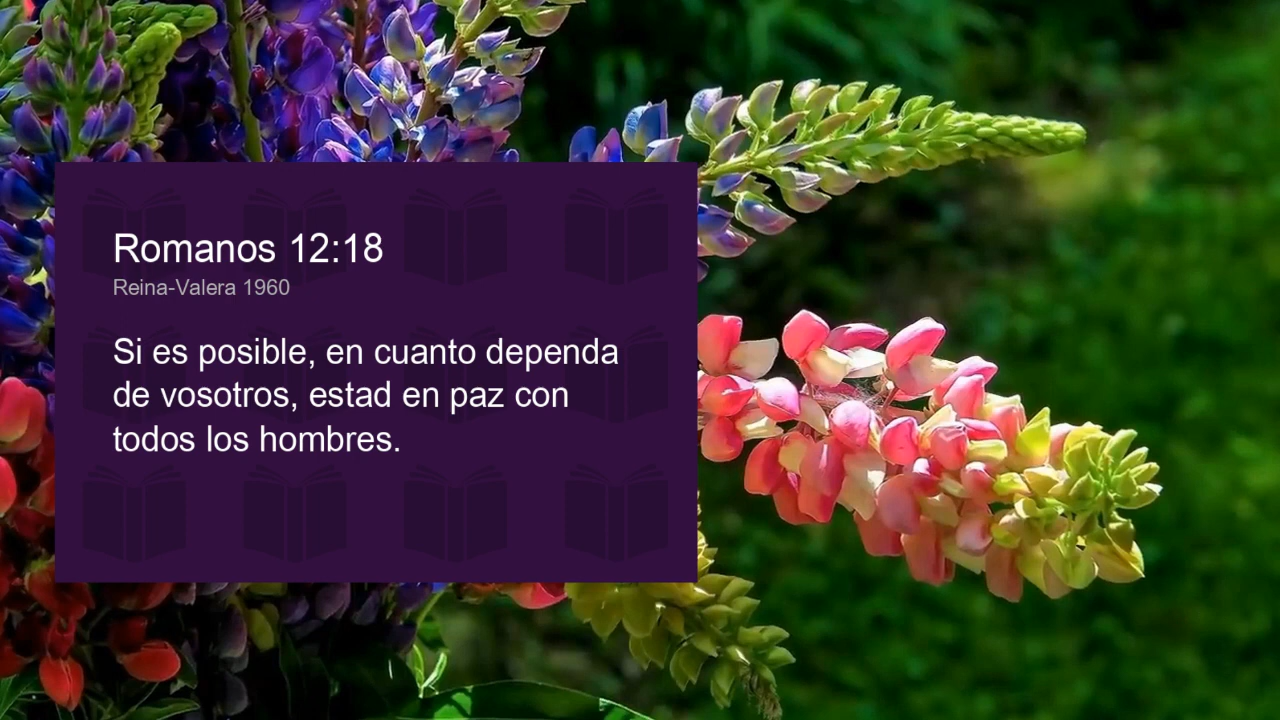 Romanos 12:18
Reina-Valera 1960
Si es posible, en cuanto dependa
de vosotros, estad en paz con
todos los hombres.